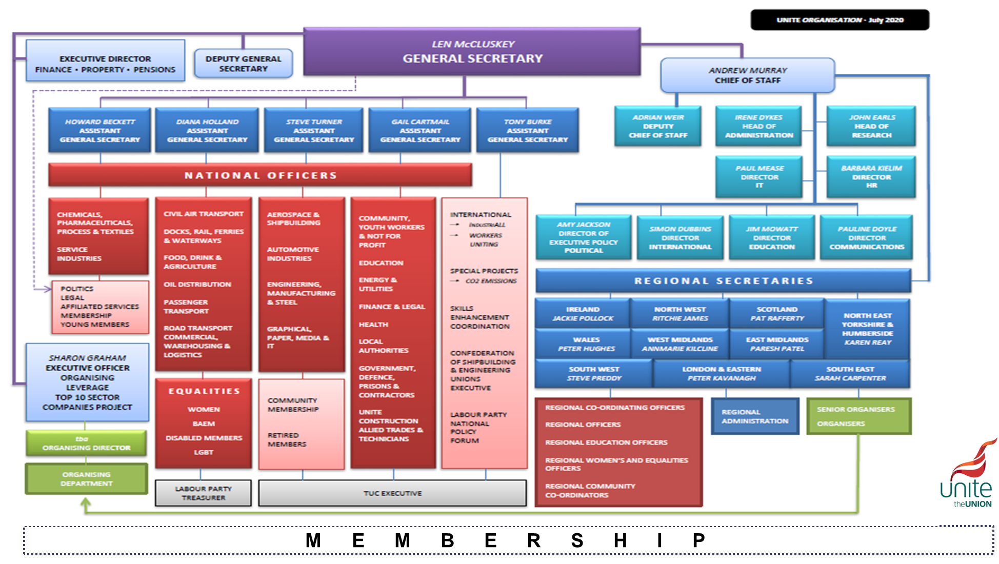 UNITE ORGANISATION - July 2020
LEN McCLUSKEY
GENERAL SECRETARY
EXECUTIVE DIRECTOR
FINANCE • PROPERTY • PENSIONS
DEPUTY GENERAL
SECRETARY
ANDREW MURRAY
CHIEF OF STAFF
HOWARD BECKETT
ASSISTANT
GENERAL SECRETARY
DIANA HOLLAND
ASSISTANT
GENERAL SECRETARY
STEVE TURNER
ASSISTANT
GENERAL SECRETARY
GAIL CARTMAIL
ASSISTANT
GENERAL SECRETARY
TONY BURKE
ASSISTANT
GENERAL SECRETARY
ADRIAN WEIR
DEPUTY
CHIEF OF STAFF
IRENE DYKES
HEAD OF
ADMINISTRATION
JOHN EARLS
HEAD OF
RESEARCH
PAUL MEASE
DIRECTOR
IT
BARBARA KIELIM
DIRECTOR
HR
NATIONAL OFFICERS
CHEMICALS,
PHARMACEUTICALS,
PROCESS & TEXTILES
SERVICE
INDUSTRIES
POLITICS
LEGAL
AFFILIATED SERVICES
MEMBERSHIP
YOUNG MEMBERS
CIVIL AIR TRANSPORT
DOCKS, RAIL, FERRIES
& WATERWAYS
FOOD, DRINK &
AGRICULTURE
OIL DISTRIBUTION
PASSENGER
TRANSPORT
ROAD TRANSPORT
COMMERCIAL,
WAREHOUSING &
LOGISTICS
AEROSPACE &
SHIPBUILDING
AUTOMOTIVE
INDUSTRIES
ENGINEERING,
MANUFACTURING
& STEEL
GRAPHICAL,
PAPER, MEDIA &
IT
COMMUNITY,
YOUTH WORKERS
& NOT FOR
PROFIT
EDUCATION
ENERGY &
UTILITIES
FINANCE & LEGAL
HEALTH
LOCAL
AUTHORITIES
GOVERNMENT,
DEFENCE,
PRISONS &
CONTRACTORS
UNITE
CONSTRUCTION
ALLIED TRADES &
TECHNICIANS
INTERNATIONAL
→ INDUSTRIALL
→ WORKERS
UNITING
SPECIAL PROJECTS
→ CO2 EMISSIONS
SKILLS
ENHANCEMENT
COORDINATION
CONFEDERATION
OF SHIPBUILDING
& ENGINEERING
UNIONS
EXECUTIVE
LABOUR PARTY
NATIONAL
POLICY
FORUM
AMY JACKSON
DIRECTOR OF
EXECUTIVE POLICY
POLITICAL
SIMON DUBBINS
DIRECTOR
INTERNATIONAL
JIM MOWATT
DIRECTOR
EDUCATION
PAULINE DOYLE
DIRECTOR
COMMUNICATIONS
REGIONAL SECRETARIES
IRELAND
JACKIE POLLOCK
NORTH WEST
RITCHIE JAMES
SCOTLAND
PAT RAFFERTY
NORTH EAST
YORKSHIRE &
HUMBERSIDE
KAREN REAY
WALES
PETER HUGHES
WEST MIDLANDS
ANNMARIE KILCLINE
EAST MIDLANDS
PARESH PATEL
SOUTH WEST
STEVE PREDDY
LONDON & EASTERN
PETER KAVANAGH
SOUTH EAST
SARAH CARPENTER
SHARON GRAHAM
EXECUTIVE OFFICER
ORGANISING
LEVERAGE
TOP 10 SECTOR
COMPANIES PROJECT
tba
ORGANISING DIRECTOR
ORGANISING
DEPARTMENT
EQUALITIES
WOMEN
BAEM
DISABLED MEMBERS
LGBT
COMMUNITY
MEMBERSHIP
RETIRED
MEMBERS
LABOUR PARTY
TREASURER
TUC EXECUTIVE
REGIONAL CO-ORDINATING OFFICERS
REGIONAL OFFICERS
REGIONAL EDUCATION OFFICERS
REGIONAL WOMEN'S AND EQUALITIES
OFFICERS
REGIONAL COMMUNITY
CO-ORDINATORS
REGIONAL
ADMINISTRATION
SENIOR ORGANISERS
ORGANISERS
unite
theUNION
MEMBERSHIP